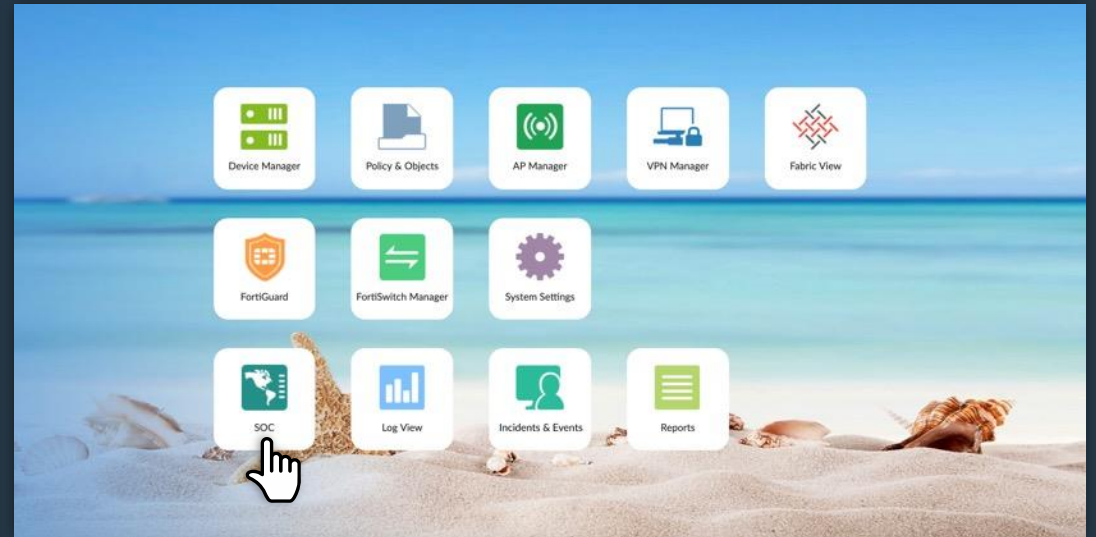 Device Manager
Policy & Objects
AP Manager
VPN Manager
Fabric View
FortiGuard
FortiSwitch Manager
System Settings
SOC
Log View
Incidents & Events
Reports